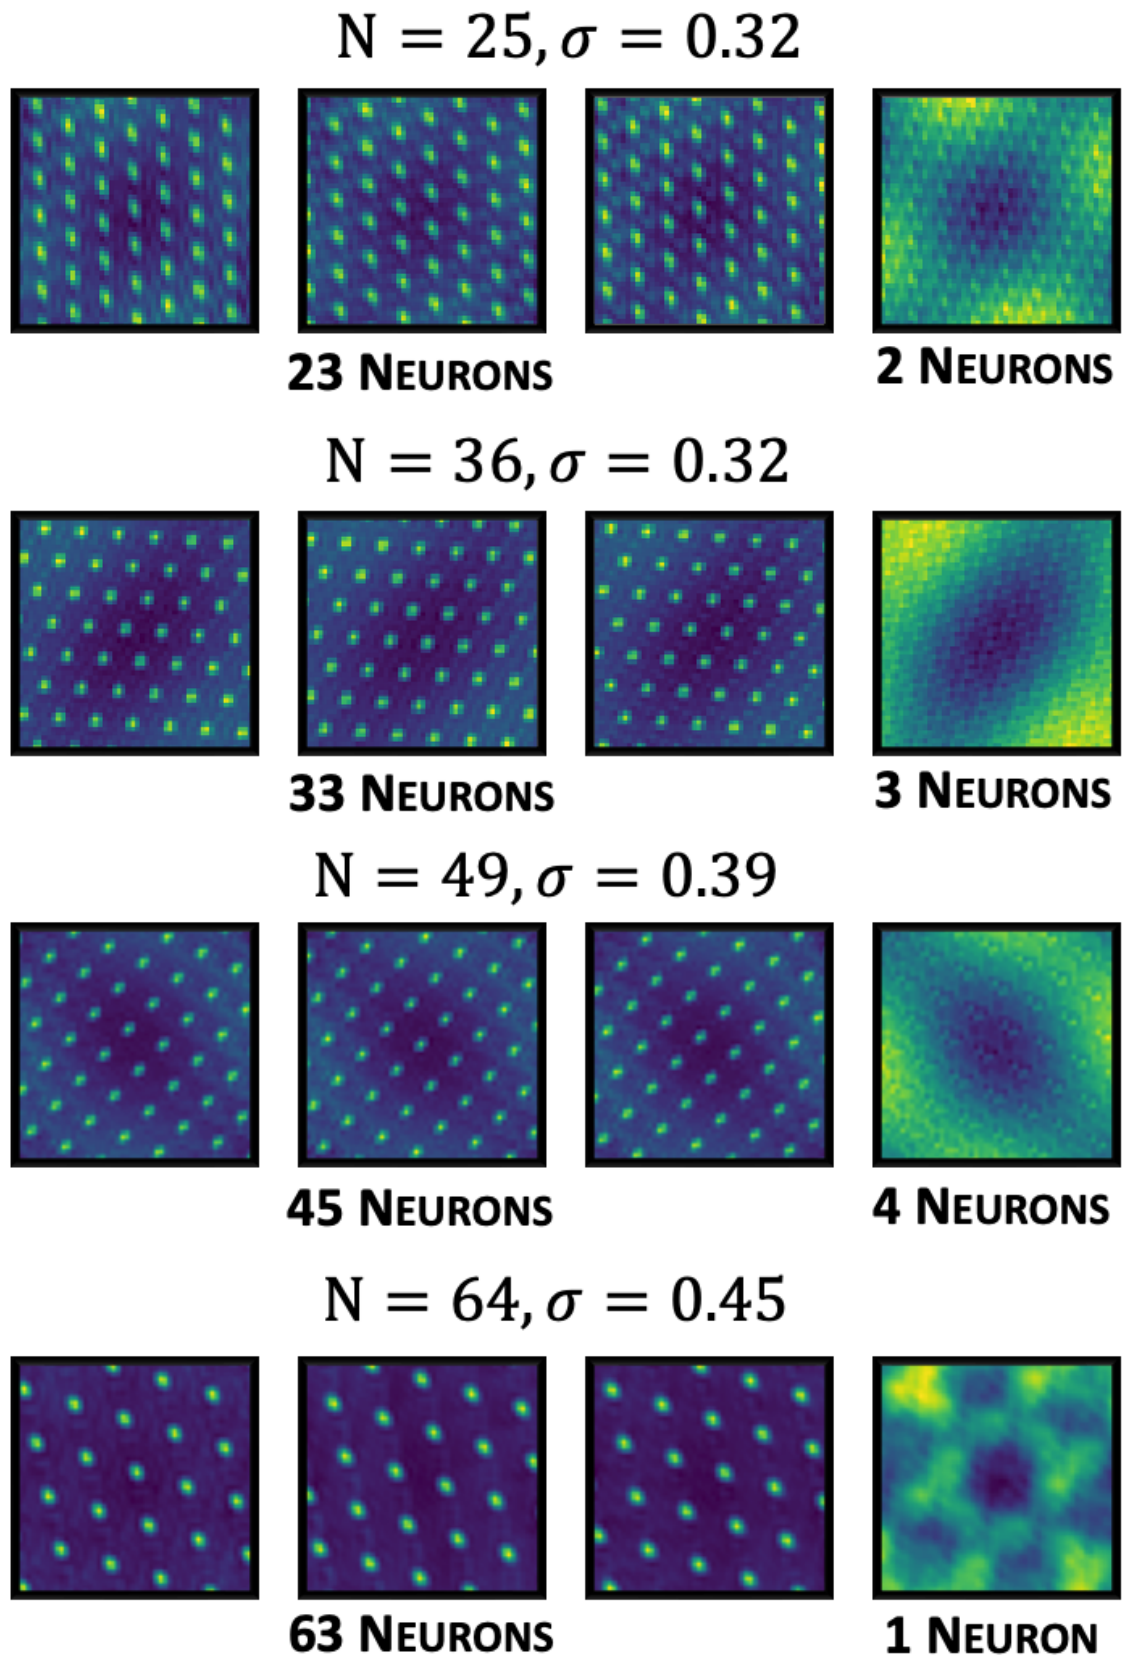 N = 25, σ = 0.32
23 NEURONS
2 NEURONS
N = 36, σ = 0.32
33 NEURONS
3 NEURONS
N = 49, σ = 0.39
45 NEURONS
4 NEURONS
N = 64, σ = 0.45
63 NEURONS
1 NEURON